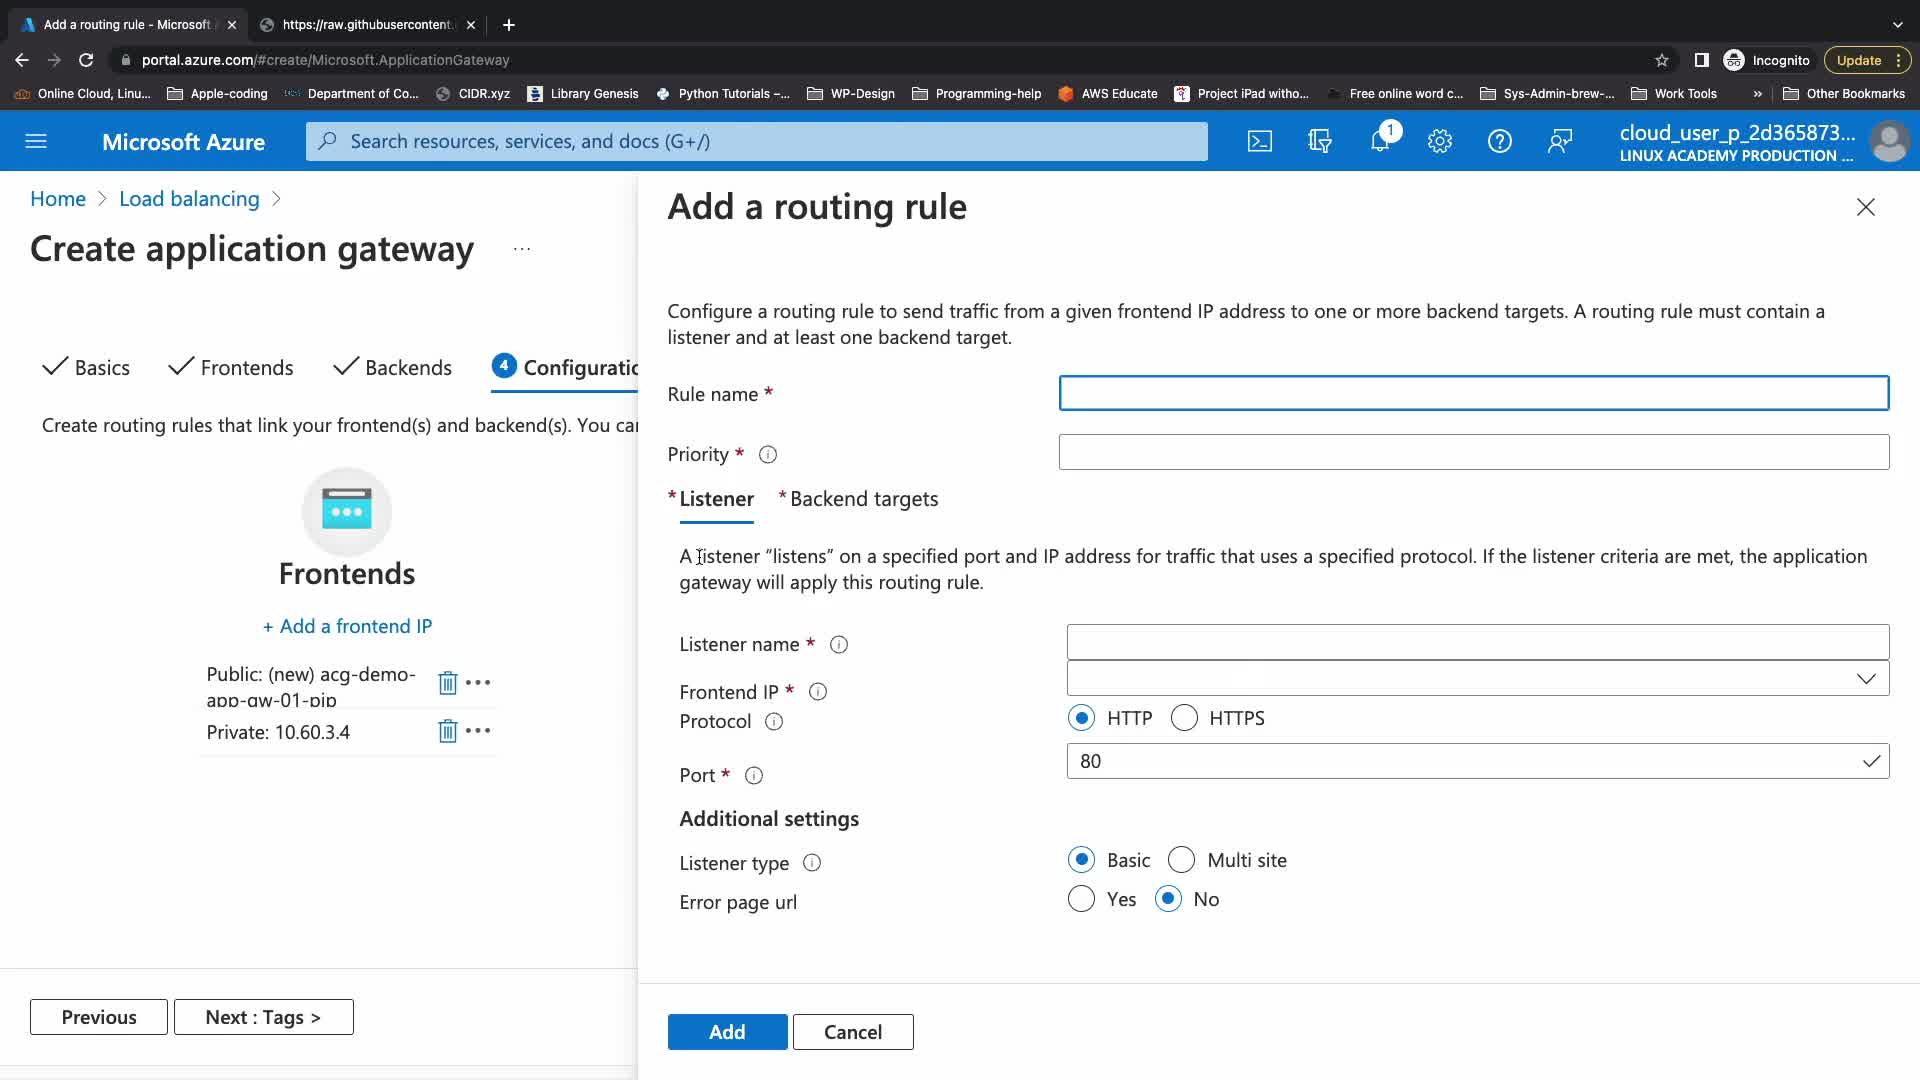 Add a routing rule - Microsoft
https://raw.githubusercontent.
portal.azure.com/#create/Microsoft.ApplicationGateway
Incognito
Update
Online Cloud, Linu...
Apple-coding
Department of Co...
CIDR.xyz
Library Genesis
Python Tutorials –...
WP-Design
Programming-help
AWS Educate
Project iPad witho...
Free online word c...
Sys-Admin-brew-...
Work Tools
»
Other Bookmarks
Microsoft Azure
Search resources, services, and docs (G+/)
1
cloud_user_p_2d365873...
LINUX ACADEMY PRODUCTION ...
Home > Load balancing >
Create application gateway ...
Basics
Frontends
Backends
4 Configuratio
Create routing rules that link your frontend(s) and backend(s). You can
Frontends
+ Add a frontend IP
Public: (new) acg-demo-
app-gw-01-pip
Private: 10.60.3.4
Previous
Next : Tags >
Add a routing rule
Configure a routing rule to send traffic from a given frontend IP address to one or more backend targets. A routing rule must contain a
listener and at least one backend target.
Rule name *
Priority *
* Listener
* Backend targets
A listener “listens” on a specified port and IP address for traffic that uses a specified protocol. If the listener criteria are met, the application
gateway will apply this routing rule.
Listener name *
Frontend IP *
Protocol
HTTP
HTTPS
Port *
80
Additional settings
Listener type
Basic
Multi site
Error page url
Yes
No
Add
Cancel